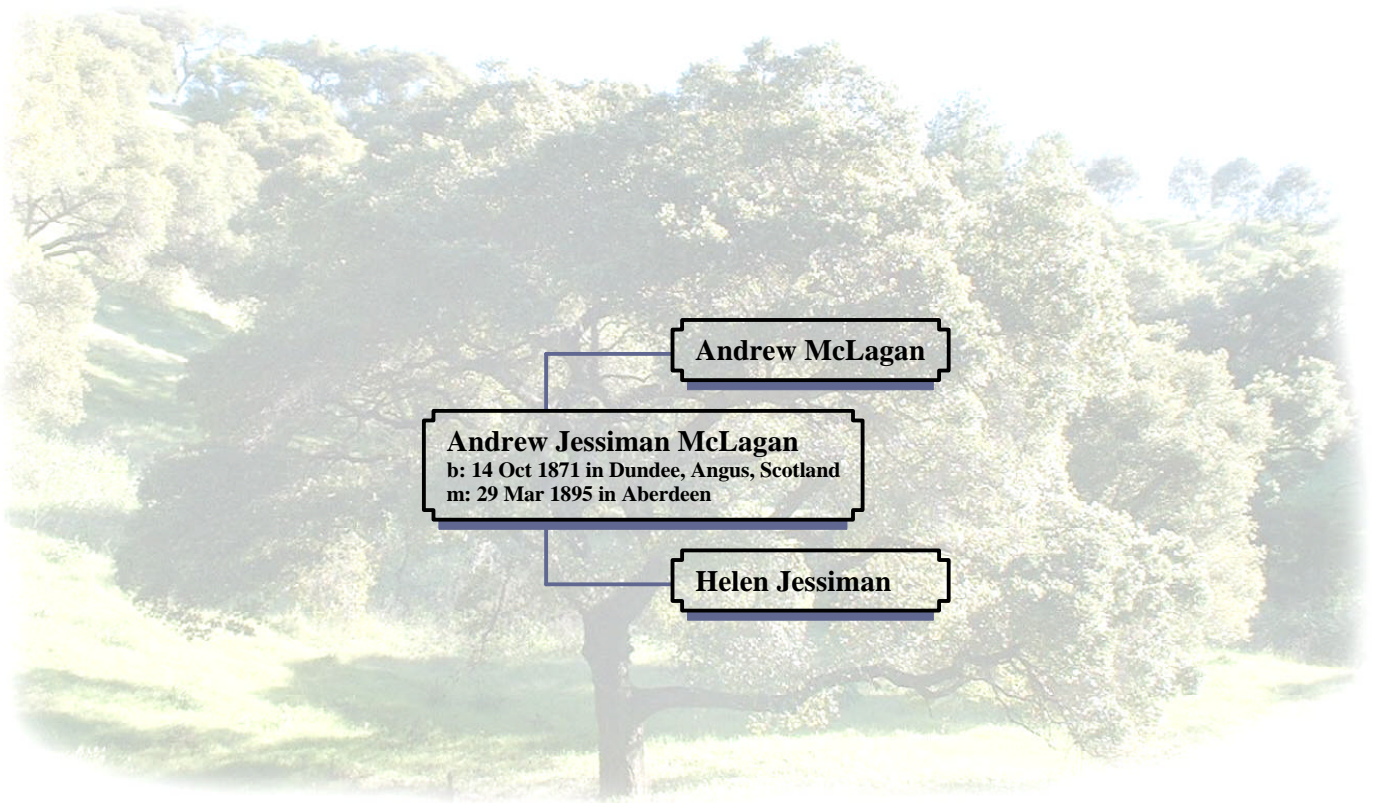 Andrew McLagan
Andrew Jessiman McLagan
b: 14 Oct 1871 in Dundee, Angus, Scotland
m: 29 Mar 1895 in Aberdeen
Helen Jessiman